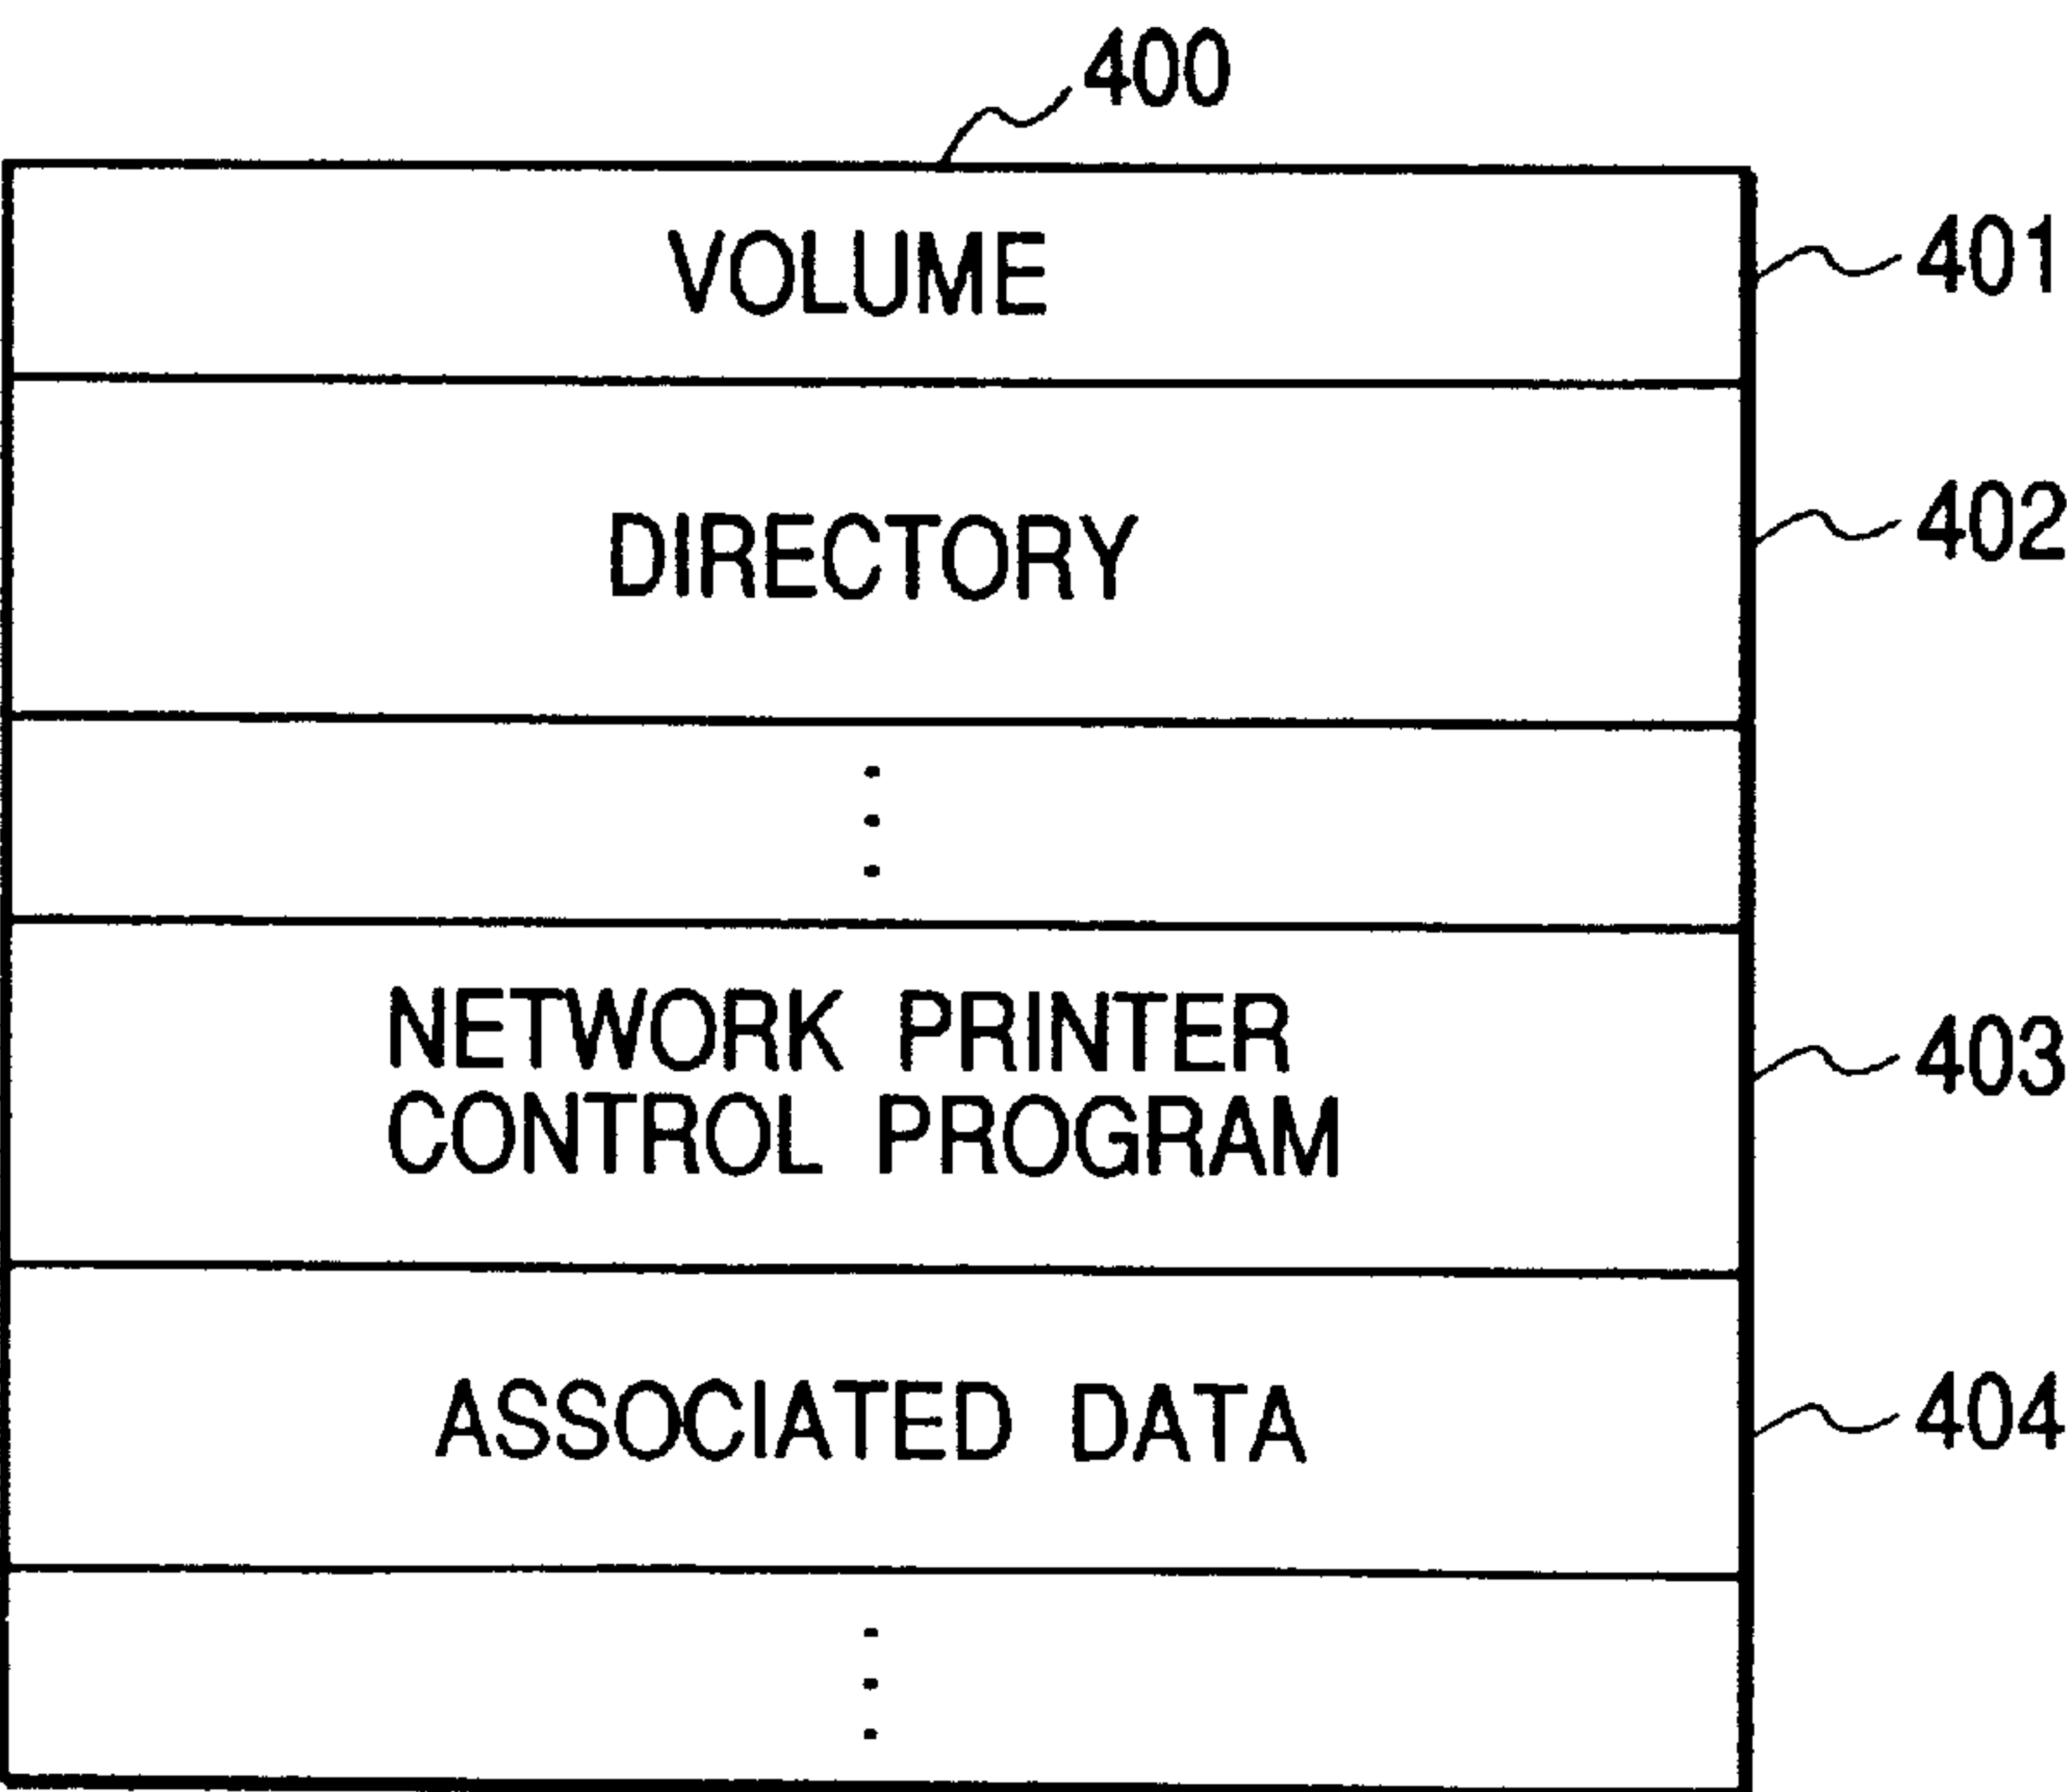 400
VOLUME
401
DIRECTORY
402
NETWORK PRINTER
CONTROL PROGRAM
403
ASSOCIATED DATA
404